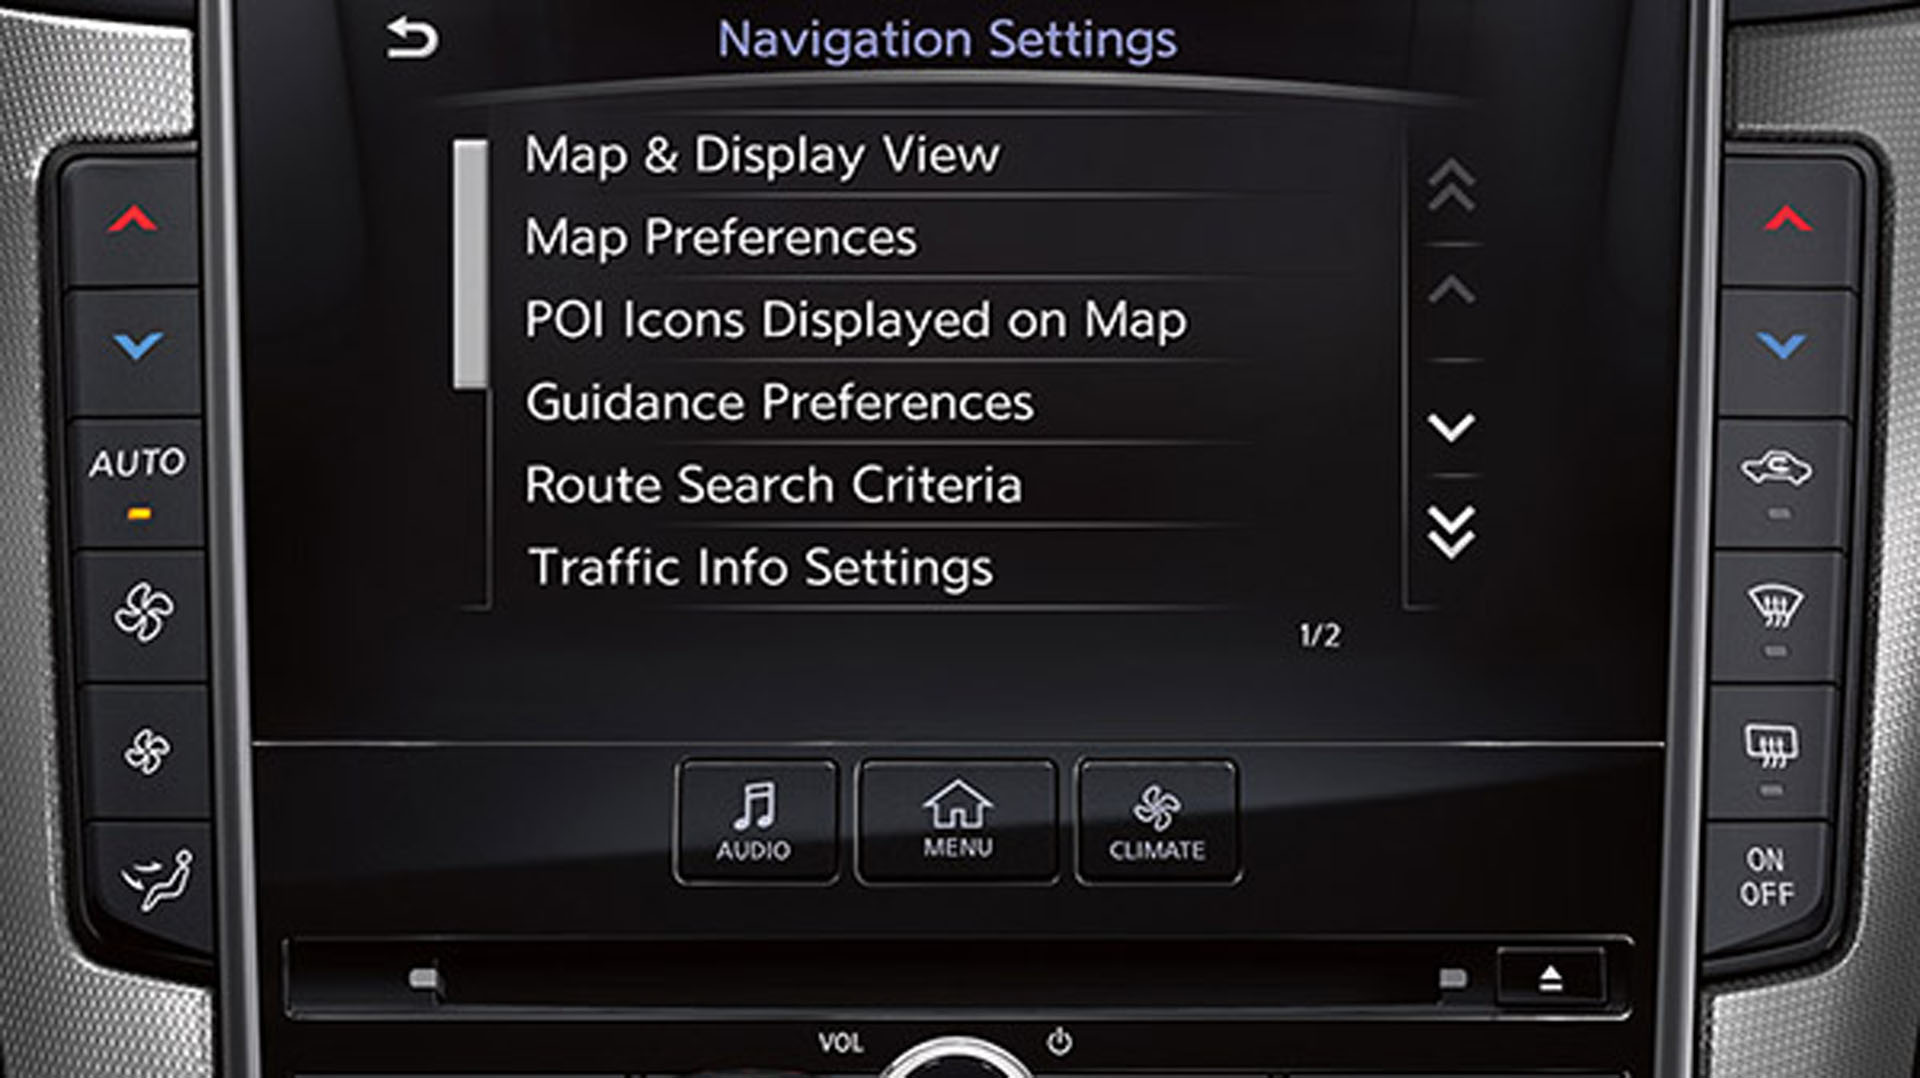 Navigation Settings
Map & Display View
Map Preferences
POI Icons Displayed on Map
Guidance Preferences
Route Search Criteria
Traffic Info Settings
1/2
AUTO
AUDIO
MENU
CLIMATE
ON
OFF
VOL